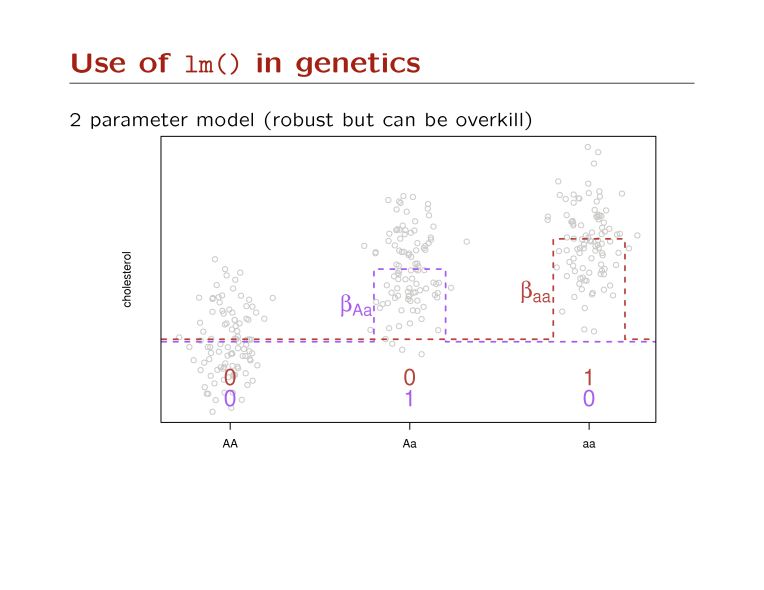 Use of lm() in genetics
2 parameter model (robust but can be overkill)
cholesterol
βAa
βaa
0 0 1
0 1 0
AA Aa aa